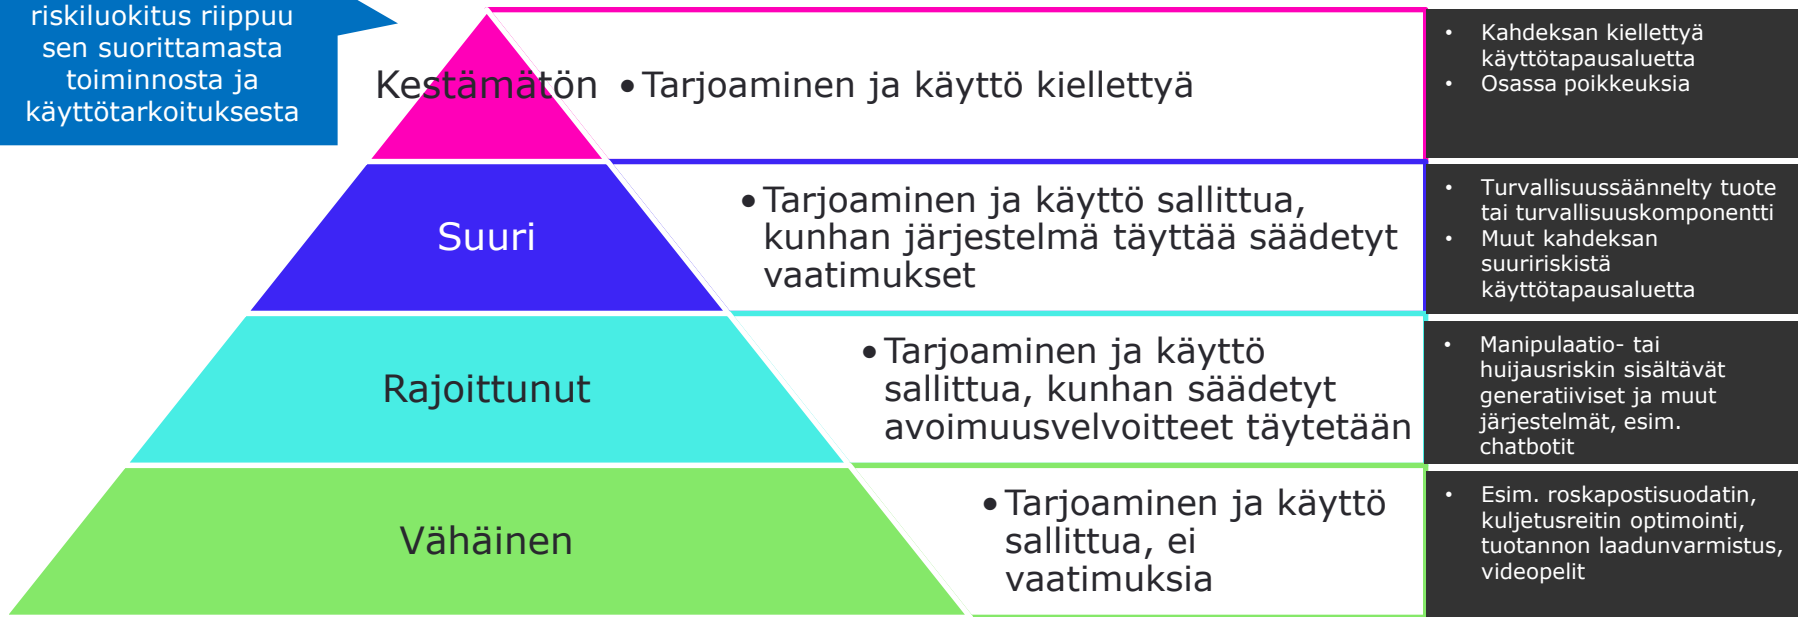 riskiluokitus riippuu
sen suorittamasta
toiminnosta ja
käyttötarkoituksesta
Kestämätön
• Tarjoaminen ja käyttö kiellettyä
• Kahdeksan kiellettyä
käyttötapausaluetta
• Osassa poikkeuksia
Suuri
• Tarjoaminen ja käyttö sallittua,
kunhan järjestelmä täyttää säädetyt
vaatimukset
• Turvallisuussäännelty tuote
tai turvallisuuskomponentti
• Muut kahdeksan
suuririskistä
käyttötapausaluetta
Rajoittunut
• Tarjoaminen ja käyttö
sallittua, kunhan säädetyt
avoimuusvelvoitteet täytetään
• Manipulaatio- tai
huijausriskin sisältävät
generatiiviset ja muut
järjestelmät, esim.
chatbotit
Vähäinen
• Tarjoaminen ja käyttö
sallittua, ei
vaatimuksia
• Esim. roskapostisuodatin,
kuljetusreitin optimointi,
tuotannon laadunvarmistus,
videopelit